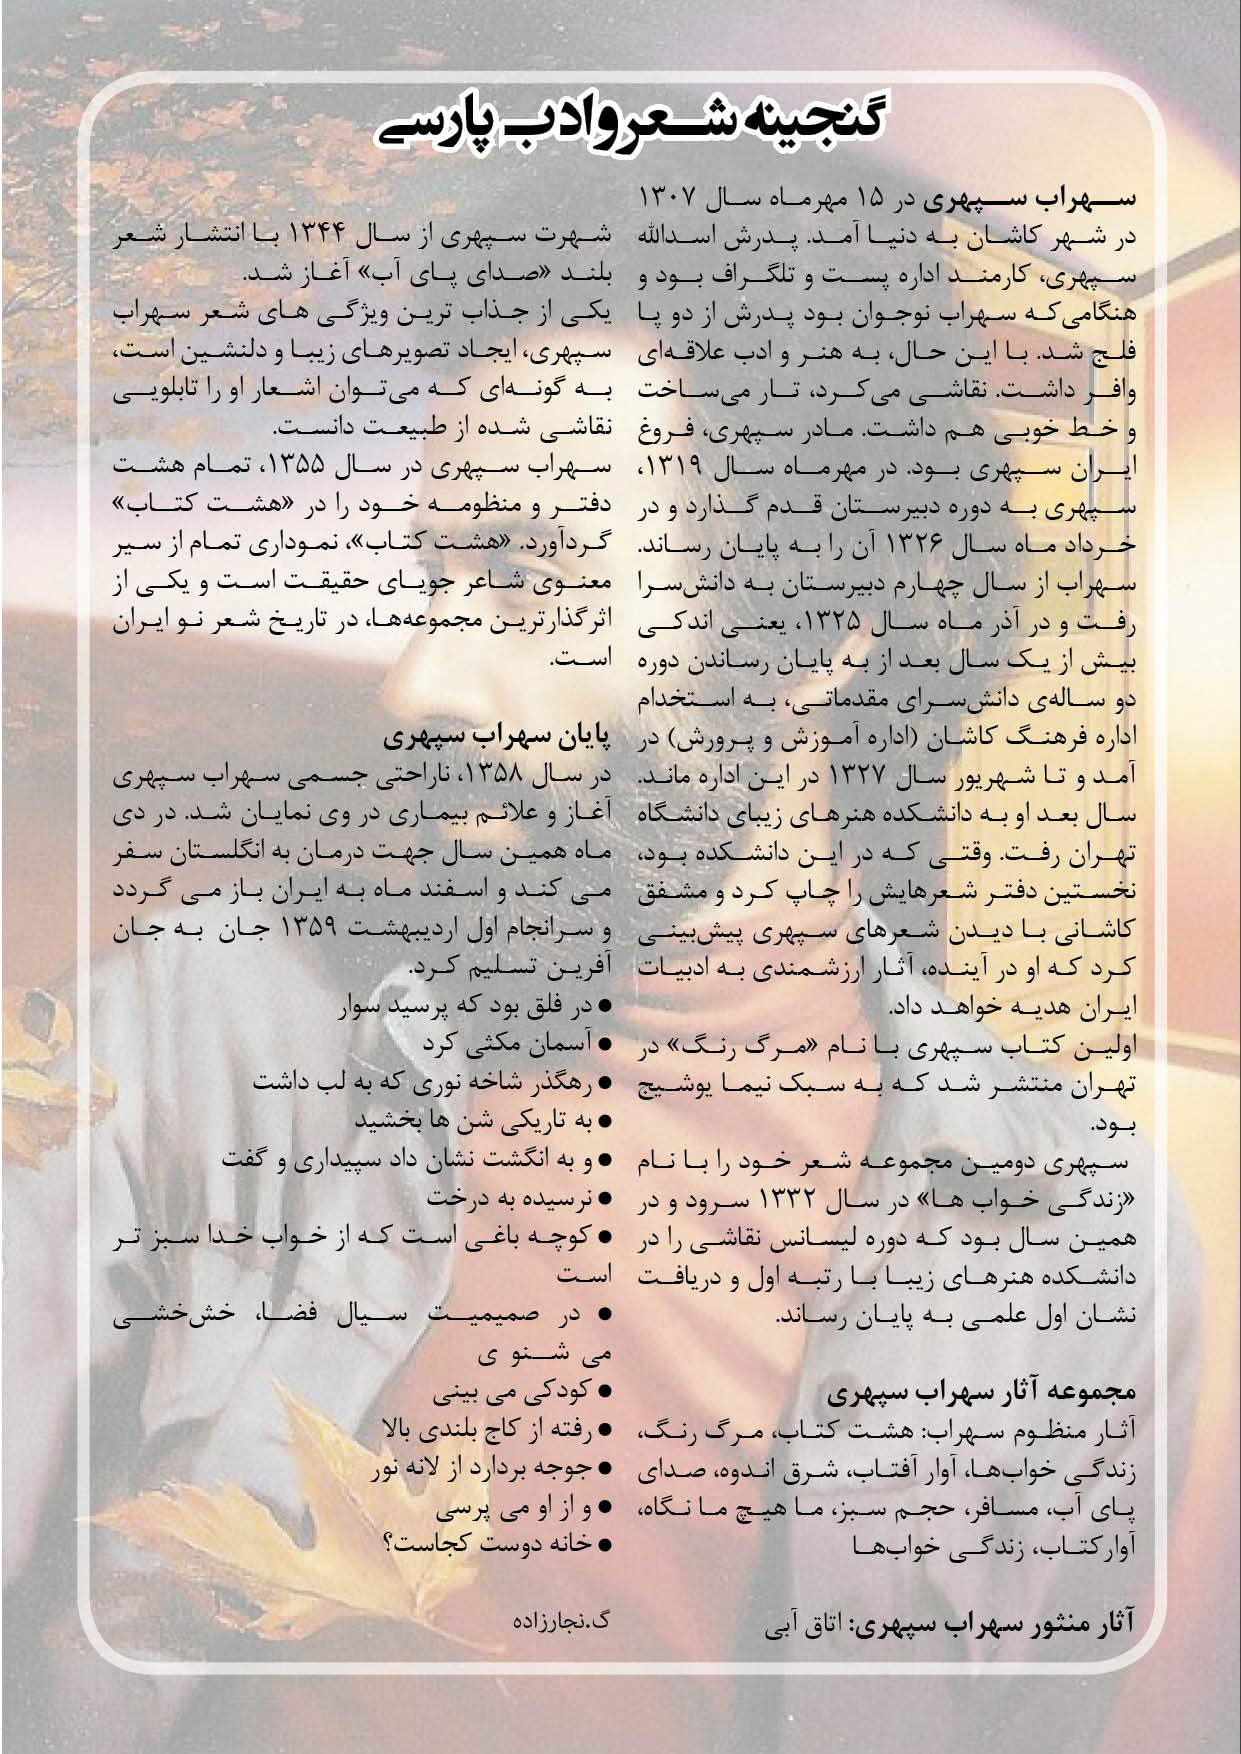 گنجینه شعر و ادب پارسی
سهراب سپهری در ۱۵ مهرماه سال ۱۳۰۷
در شهر کاشان به دنیا آمد. پدرش اسدالله
سپهری، کارمند اداره پست و تلگراف بود و
هنگامی‌که سهراب نوجوان بود پدرش از دو پا
فلج شد. با این حال، به هنر و ادب علاقه‌ای
وافر داشت. نقاشی می‌کرد، تار می‌ساخت
و خط خوبی هم داشت. مادر سپهری، فروغ
ایران سپهری بود. در مهرماه سال ۱۳۱۹،
سپهری به دوره دبیرستان قدم گذارد و در
خرداد ماه سال ۱۳۲۶ آن را به پایان رساند.
سهراب از سال چهارم دبیرستان به دانش‌سرا
رفت و در آذر ماه سال ۱۳۲۵، یعنی اندکی
بیش از یک سال بعد از به پایان رساندن دوره
دو ساله‌ی دانش‌سرای مقدماتی، به استخدام
اداره فرهنگ کاشان (اداره آموزش و پرورش) در
آمد و تا شهریور سال ۱۳۲۷ در این اداره ماند.
سال بعد او به دانشکده هنرهای زیبای دانشگاه
تهران رفت. وقتی که در این دانشکده بود،
نخستین دفتر شعرهایش را چاپ کرد و مشفق
کاشانی با دیدن شعرهای سپهری پیش‌بینی
کرد که او در آینده، آثار ارزشمندی به ادبیات
ایران هدیه خواهد داد.
اولین کتاب سپهری با نام «مرگ رنگ» در
تهران منتشر شد که به سبک نیما یوشیج
بود.
سپهری دومین مجموعه شعر خود را با نام
«زندگی خواب ها» در سال ۱۳۳۲ سرود و در
همین سال بود که دوره لیسانس نقاشی را در
دانشکده هنرهای زیبا با رتبه اول و دریافت
نشان اول علمی به پایان رساند.
مجموعه آثار سهراب سپهری
آثار منظوم سهراب: هشت کتاب، مرگ رنگ،
زندگی خواب‌ها، آوار آفتاب، شرق اندوه، صدای
پای آب، مسافر، حجم سبز، ما هیچ ما نگاه،
آوارکتاب، زندگی خواب‌ها
آثار منثور سهراب سپهری: اتاق آبی
شهرت سپهری از سال ۱۳۴۴ با انتشار شعر
بلند «صدای پای آب» آغاز شد.
یکی از جذاب ترین ویژگی های شعر سهراب
سپهری، ایجاد تصویرهای زیبا و دلنشین است،
به گونه‌ای که می‌توان اشعار او را تابلویی
نقاشی شده از طبیعت دانست.
سهراب سپهری در سال ۱۳۵۵، تمام هشت
دفتر و منظومه خود را در «هشت کتاب»
گردآورد. «هشت کتاب»، نموداری تمام از سیر
معنوی شاعر جویای حقیقت است و یکی از
اثرگذارترین مجموعه‌ها، در تاریخ شعر نو ایران
است.
پایان سهراب سپهری
در سال ۱۳۵۸، ناراحتی جسمی سهراب سپهری
آغاز و علائم بیماری در وی نمایان شد. در دی
ماه همین سال جهت درمان به انگلستان سفر
می کند و اسفند ماه به ایران باز می گردد
و سرانجام اول اردیبهشت ۱۳۵۹ جان به جان
آفرین تسلیم کرد.
● در فلق بود که پرسید سوار
● آسمان مکثی کرد
● رهگذر شاخه نوری که به لب داشت
● به تاریکی شن ها بخشید
● و به انگشت نشان داد سپیداری و گفت
● نرسیده به درخت
● کوچه باغی است که از خواب خدا سبز تر
است
● در صمیمیت سیال فضا، خش‌خشی
می شنو ی
● کودکی می بینی
● رفته از کاج بلندی بالا
● جوجه بردارد از لانه نور
● و از او می پرسی
● خانه دوست کجاست؟
گ.نجارزاده